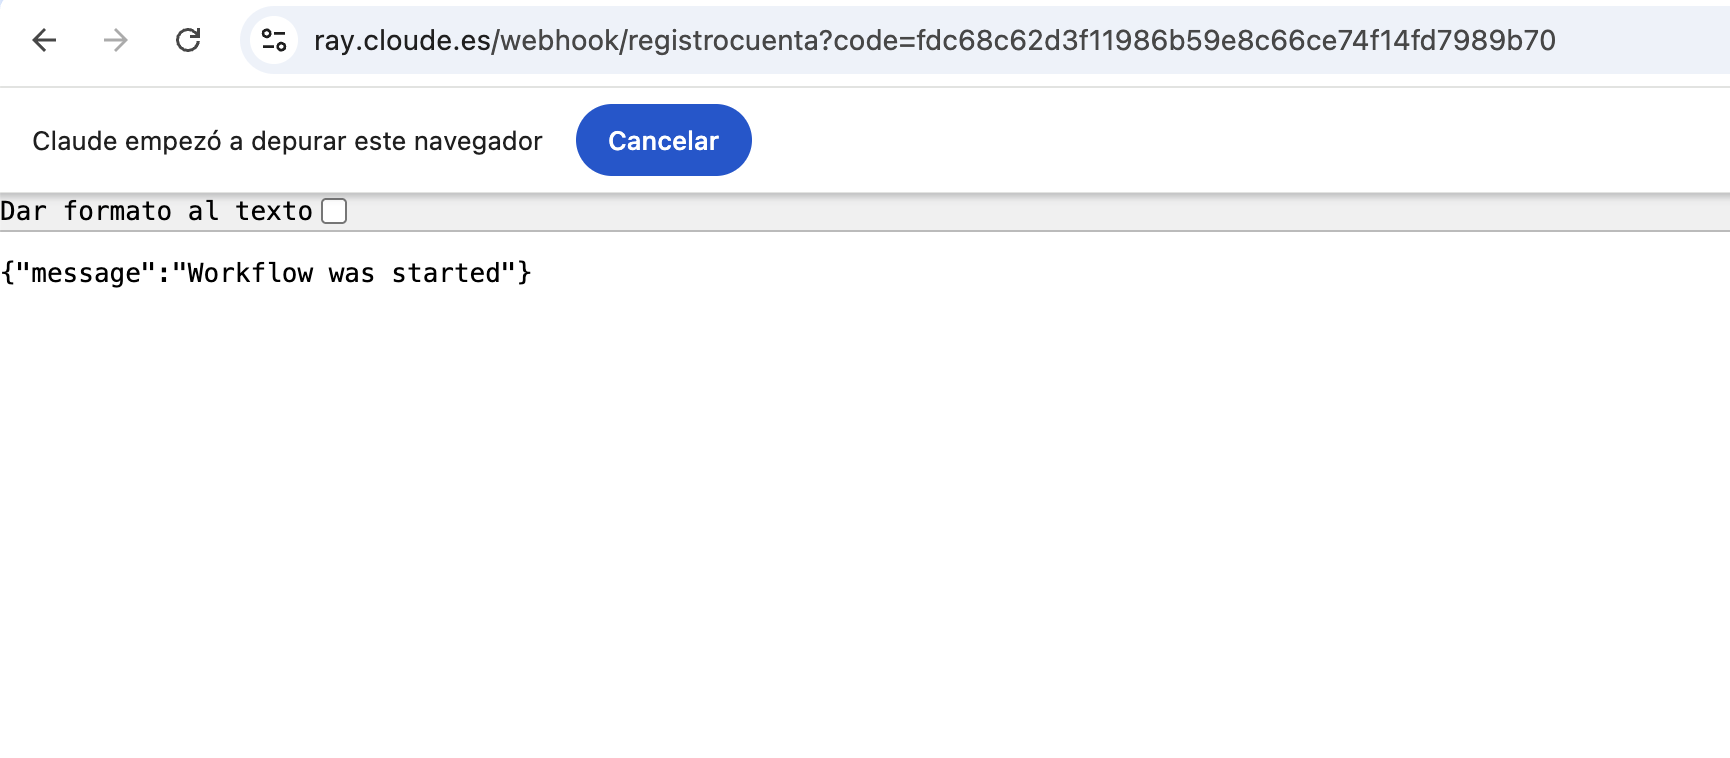 ray.cloude.es/webhook/registrocuenta?code=fdc68c62d3f11986b59e8c66ce74f14fd7989b70
Claude empezó a depurar este navegador Cancelar
Dar formato al texto
{"message":"Workflow was started"}